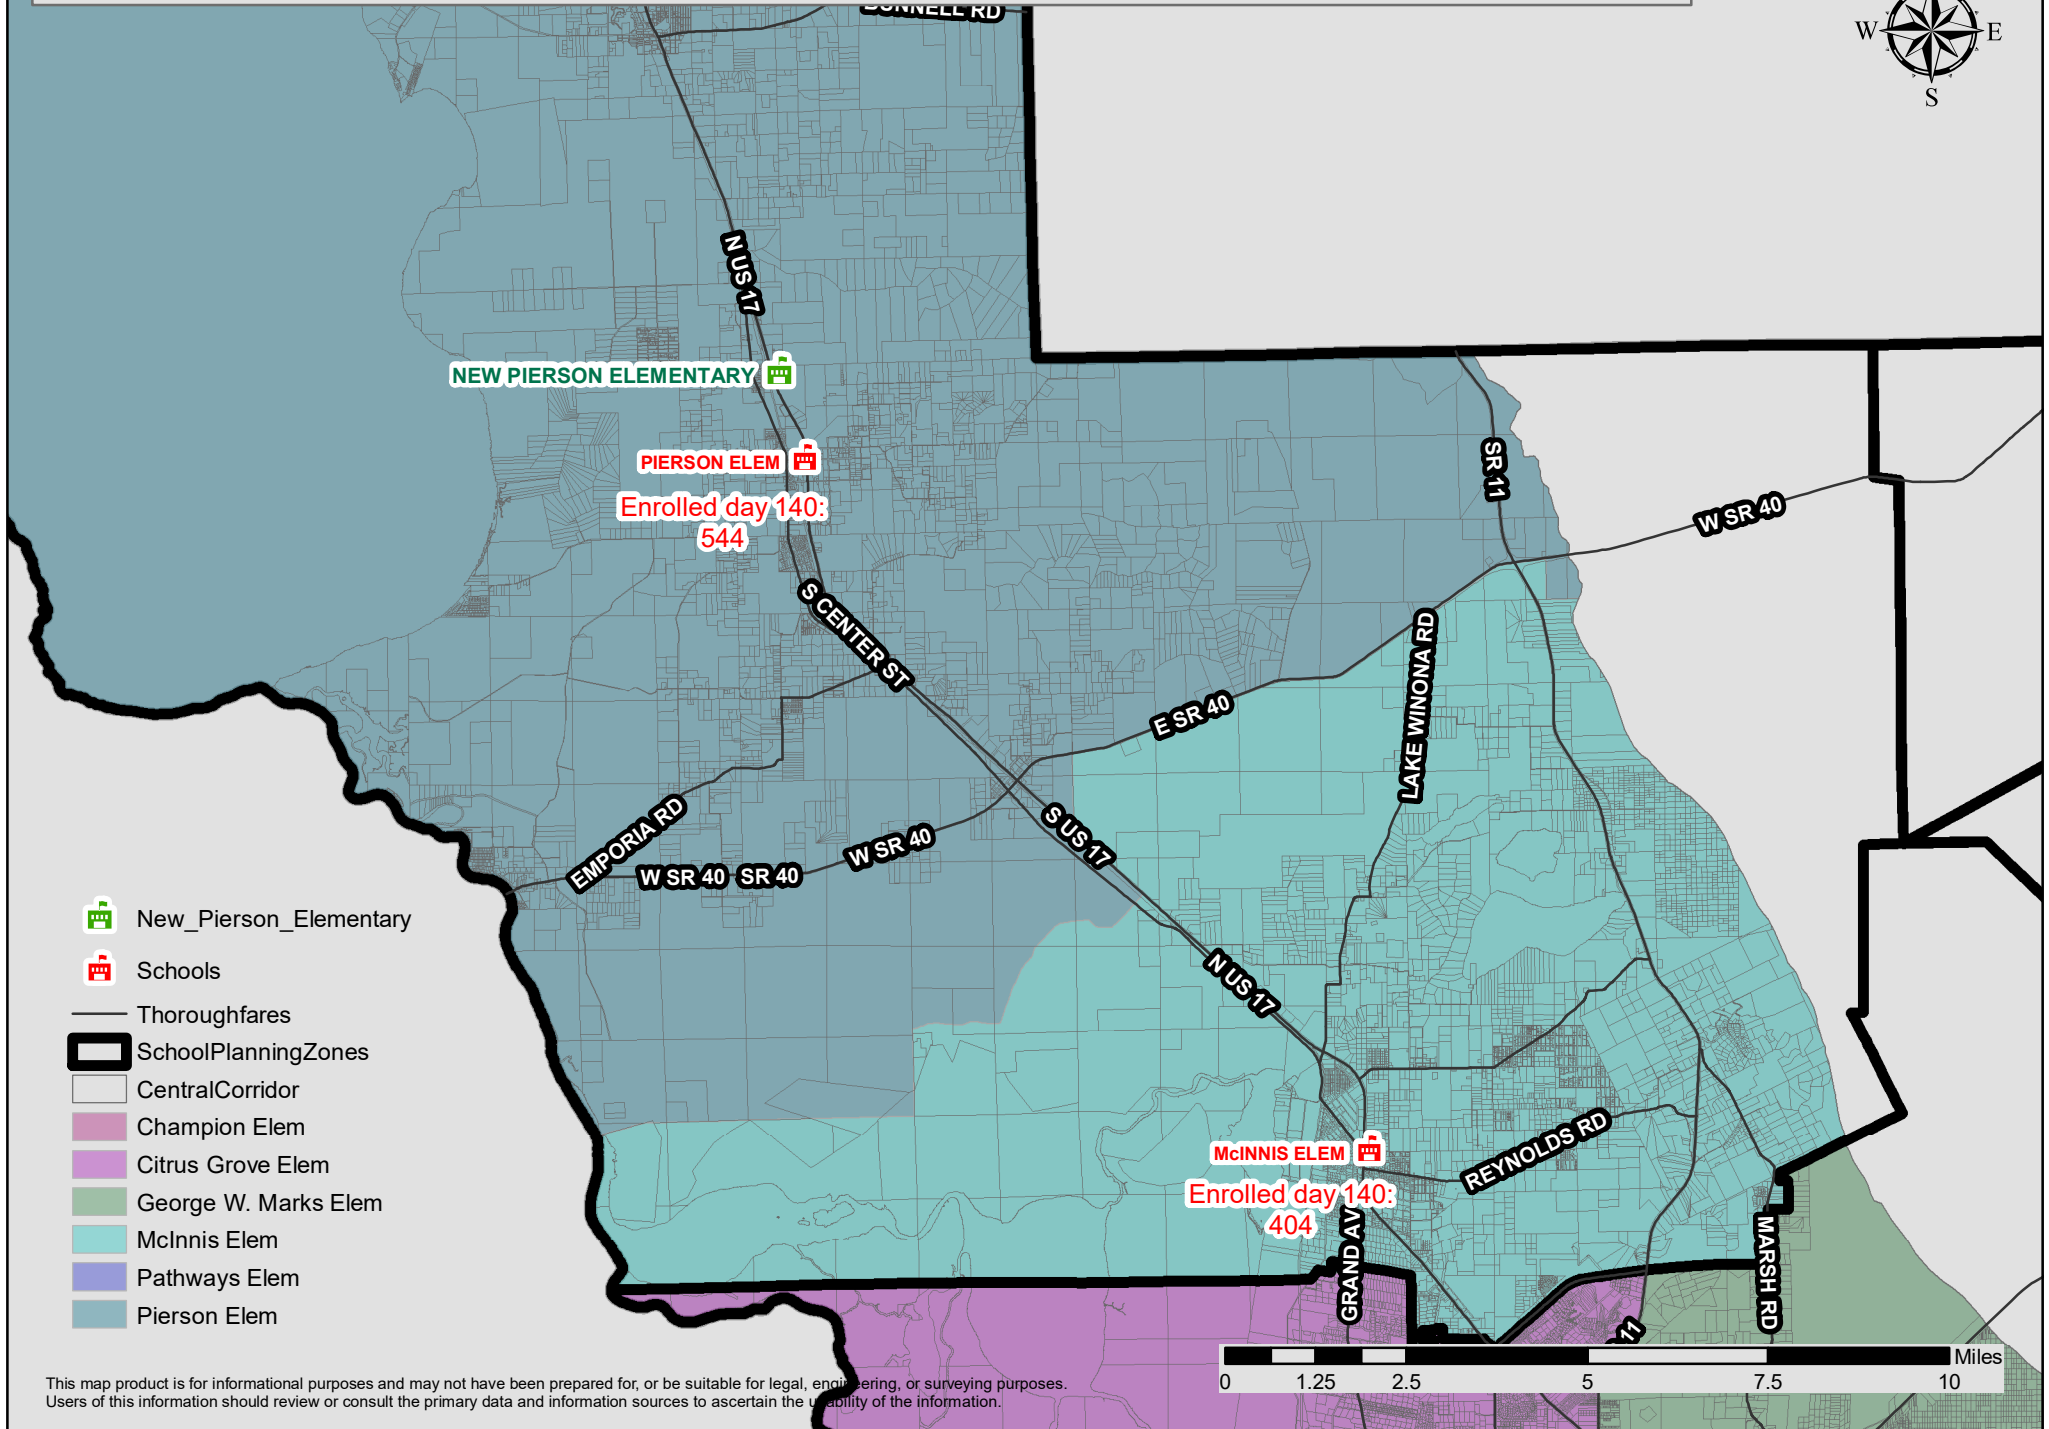 BUNNELL RD
W
E
S
N US 17
NEW PIERSON ELEMENTARY
PIERSON ELEM
Enrolled day 140:
544
SR 11
W SR 40
S CENTER ST
LAKE WINONA RD
E SR 40
EMPORIA RD
W SR 40
SR 40
W SR 40
S US 17
N US 17
McINNIS ELEM
Enrolled day 140:
404
REYNOLDS RD
GRAND AV
MARSH RD
11
New_Pierson_Elementary
Schools
Thoroughfares
SchoolPlanningZones
CentralCorridor
Champion Elem
Citrus Grove Elem
George W. Marks Elem
McInnis Elem
Pathways Elem
Pierson Elem
Miles
0 1.25 2.5 5 7.5 10
This map product is for informational purposes and may not have been prepared for, or be suitable for legal, engineering, or surveying purposes.
Users of this information should review or consult the primary data and information sources to ascertain the usability of the information.